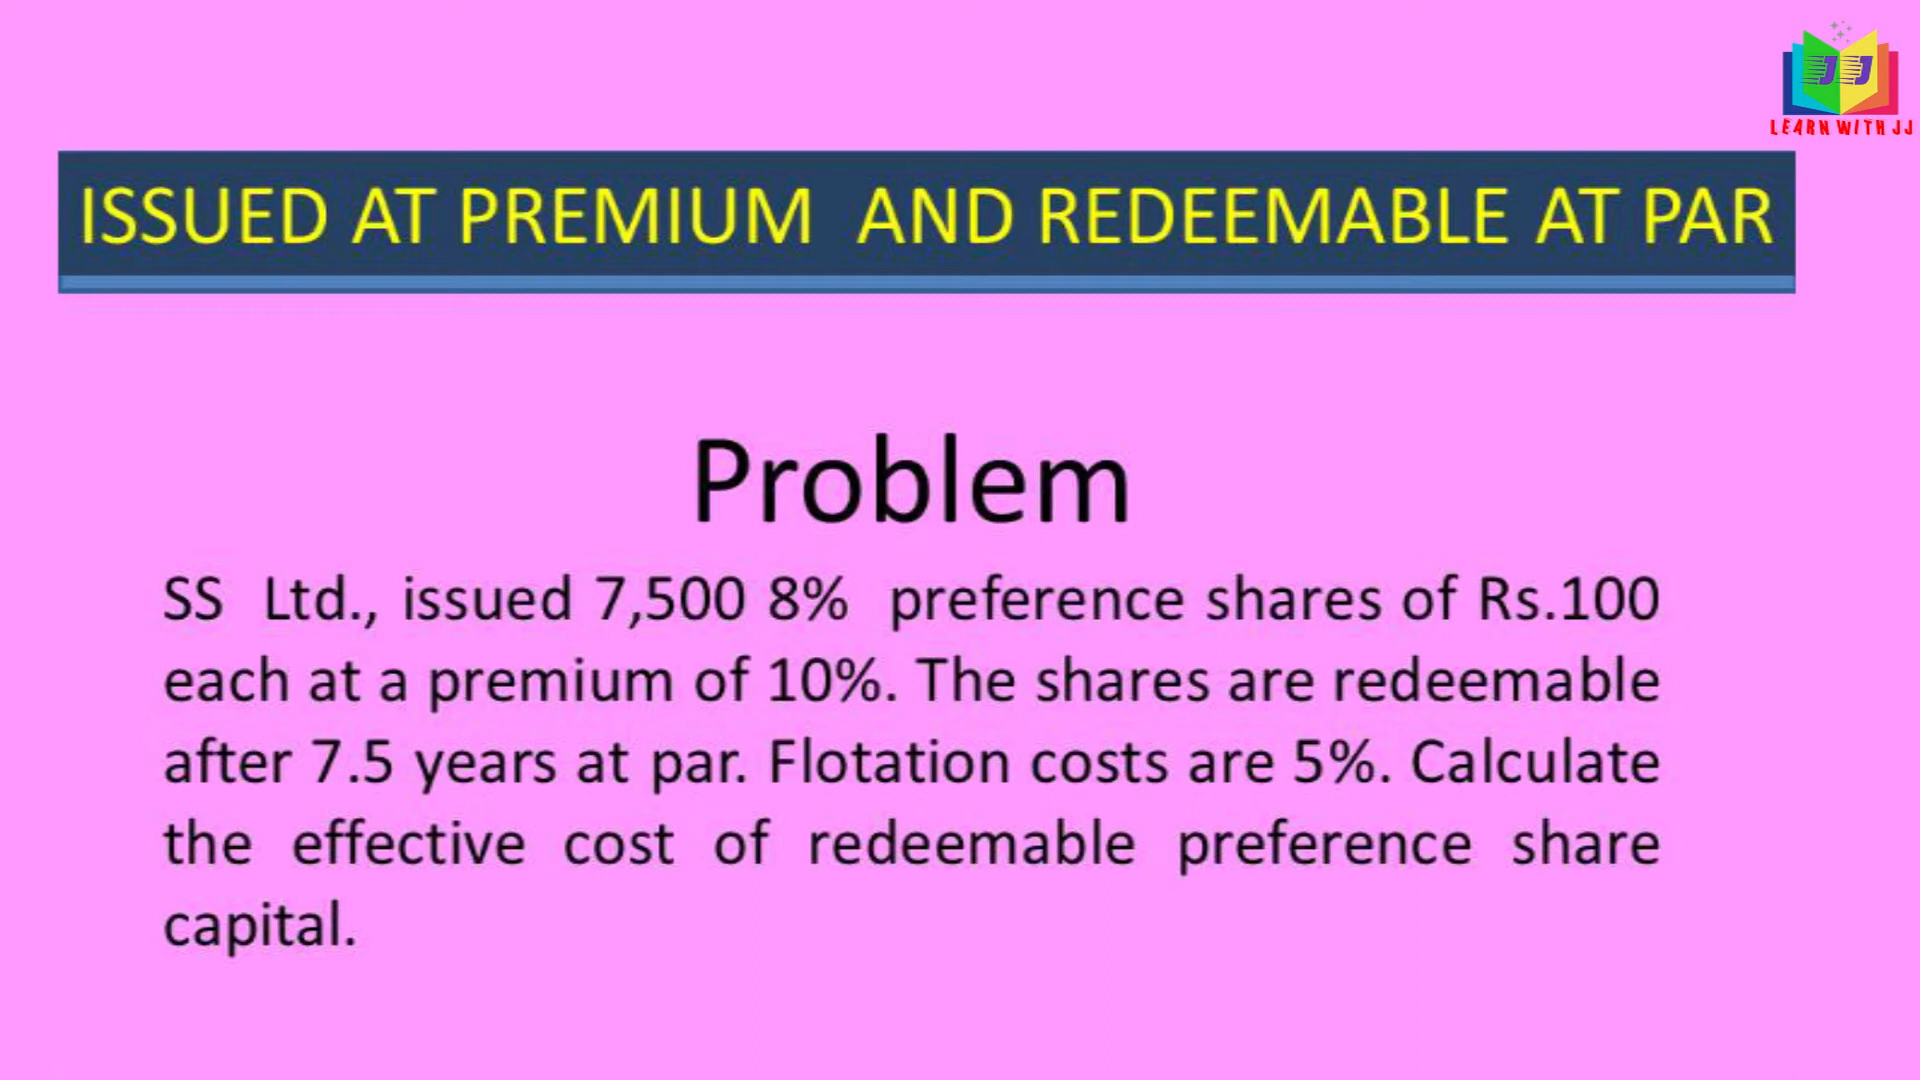 LEARN WITH JJ
ISSUED AT PREMIUM AND REDEEMABLE AT PAR
Problem
SS Ltd., issued 7,500 8% preference shares of Rs.100
each at a premium of 10%. The shares are redeemable
after 7.5 years at par. Flotation costs are 5%. Calculate
the effective cost of redeemable preference share
capital.